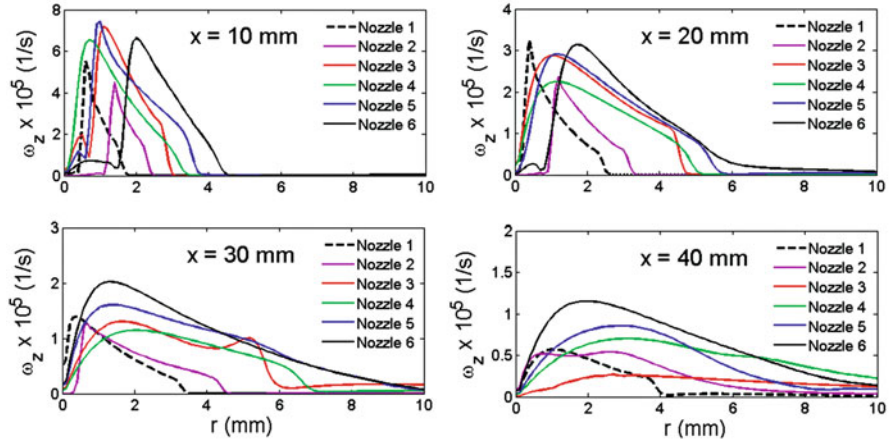 x = 10 mm
ω_z x 10^5 (1/s)
8
6
4
2
0
Nozzle 1
Nozzle 2
Nozzle 3
Nozzle 4
Nozzle 5
Nozzle 6
0 2 4 6 8 10
x = 20 mm
ω_z x 10^5 (1/s)
4
3
2
1
0
Nozzle 1
Nozzle 2
Nozzle 3
Nozzle 4
Nozzle 5
Nozzle 6
0 2 4 6 8 10
x = 30 mm
ω_z x 10^5 (1/s)
3
2
1
0
Nozzle 1
Nozzle 2
Nozzle 3
Nozzle 4
Nozzle 5
Nozzle 6
0 2 4 6 8 10
r (mm)
x = 40 mm
ω_z x 10^5 (1/s)
2
1.5
1
0.5
0
Nozzle 1
Nozzle 2
Nozzle 3
Nozzle 4
Nozzle 5
Nozzle 6
0 2 4 6 8 10
r (mm)